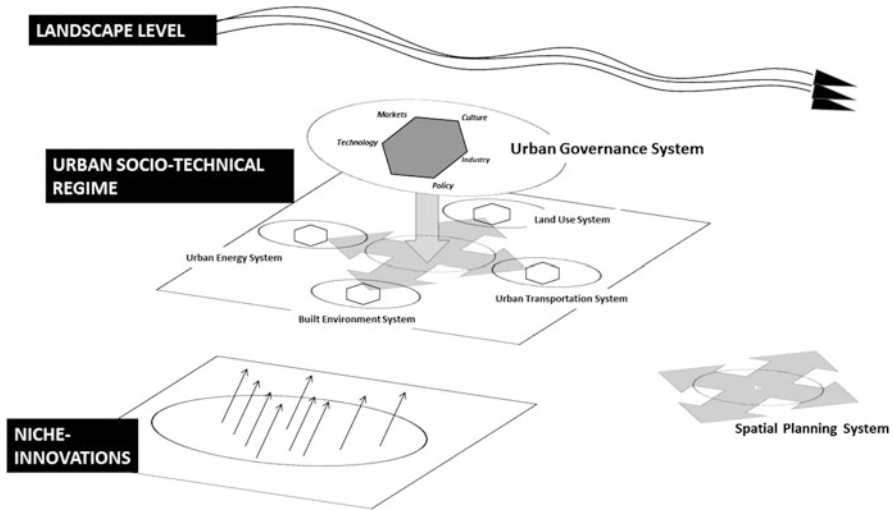 LANDSCAPE LEVEL
Markets
Culture
Technology
Urban Governance System
Industry
URBAN SOCIO-TECHNICAL
REGIME
Policy
Land Use System
Urban Energy System
Urban Transportation System
Built Environment System
NICHE-
INNOVATIONS
Spatial Planning System